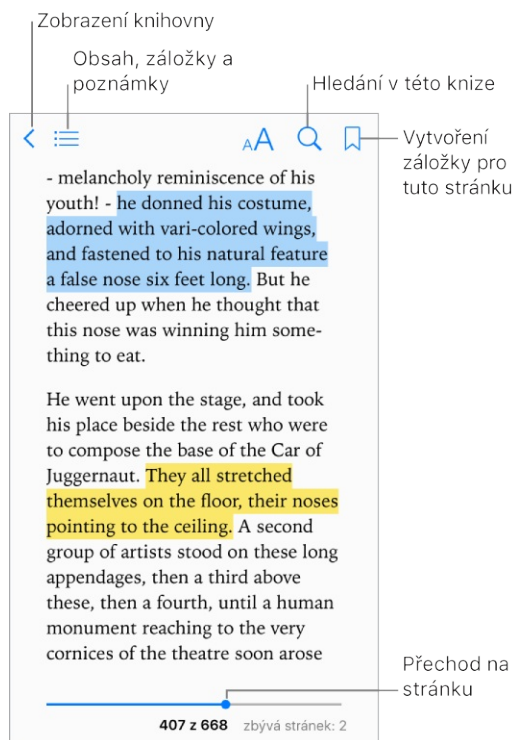 Zobrazení knihovny
Obsah, záložky a
poznámky
Hledání v této knize
AA
Vytvoření
záložky pro
tuto stránku
- melancholy reminiscence of his
youth! - he donned his costume,
adorned with vari-colored wings,
and fastened to his natural feature
a false nose six feet long. But he
cheered up when he thought that
this nose was winning him some-
thing to eat.
He went upon the stage, and took
his place beside the rest who were
to compose the base of the Car of
Juggernaut. They all stretched
themselves on the floor, their noses
pointing to the ceiling. A second
group of artists stood on these long
appendages, then a third above
these, then a fourth, until a human
monument reaching to the very
cornices of the theatre soon arose
Přechod na
stránku
407 z 668 zbývá stránek: 2